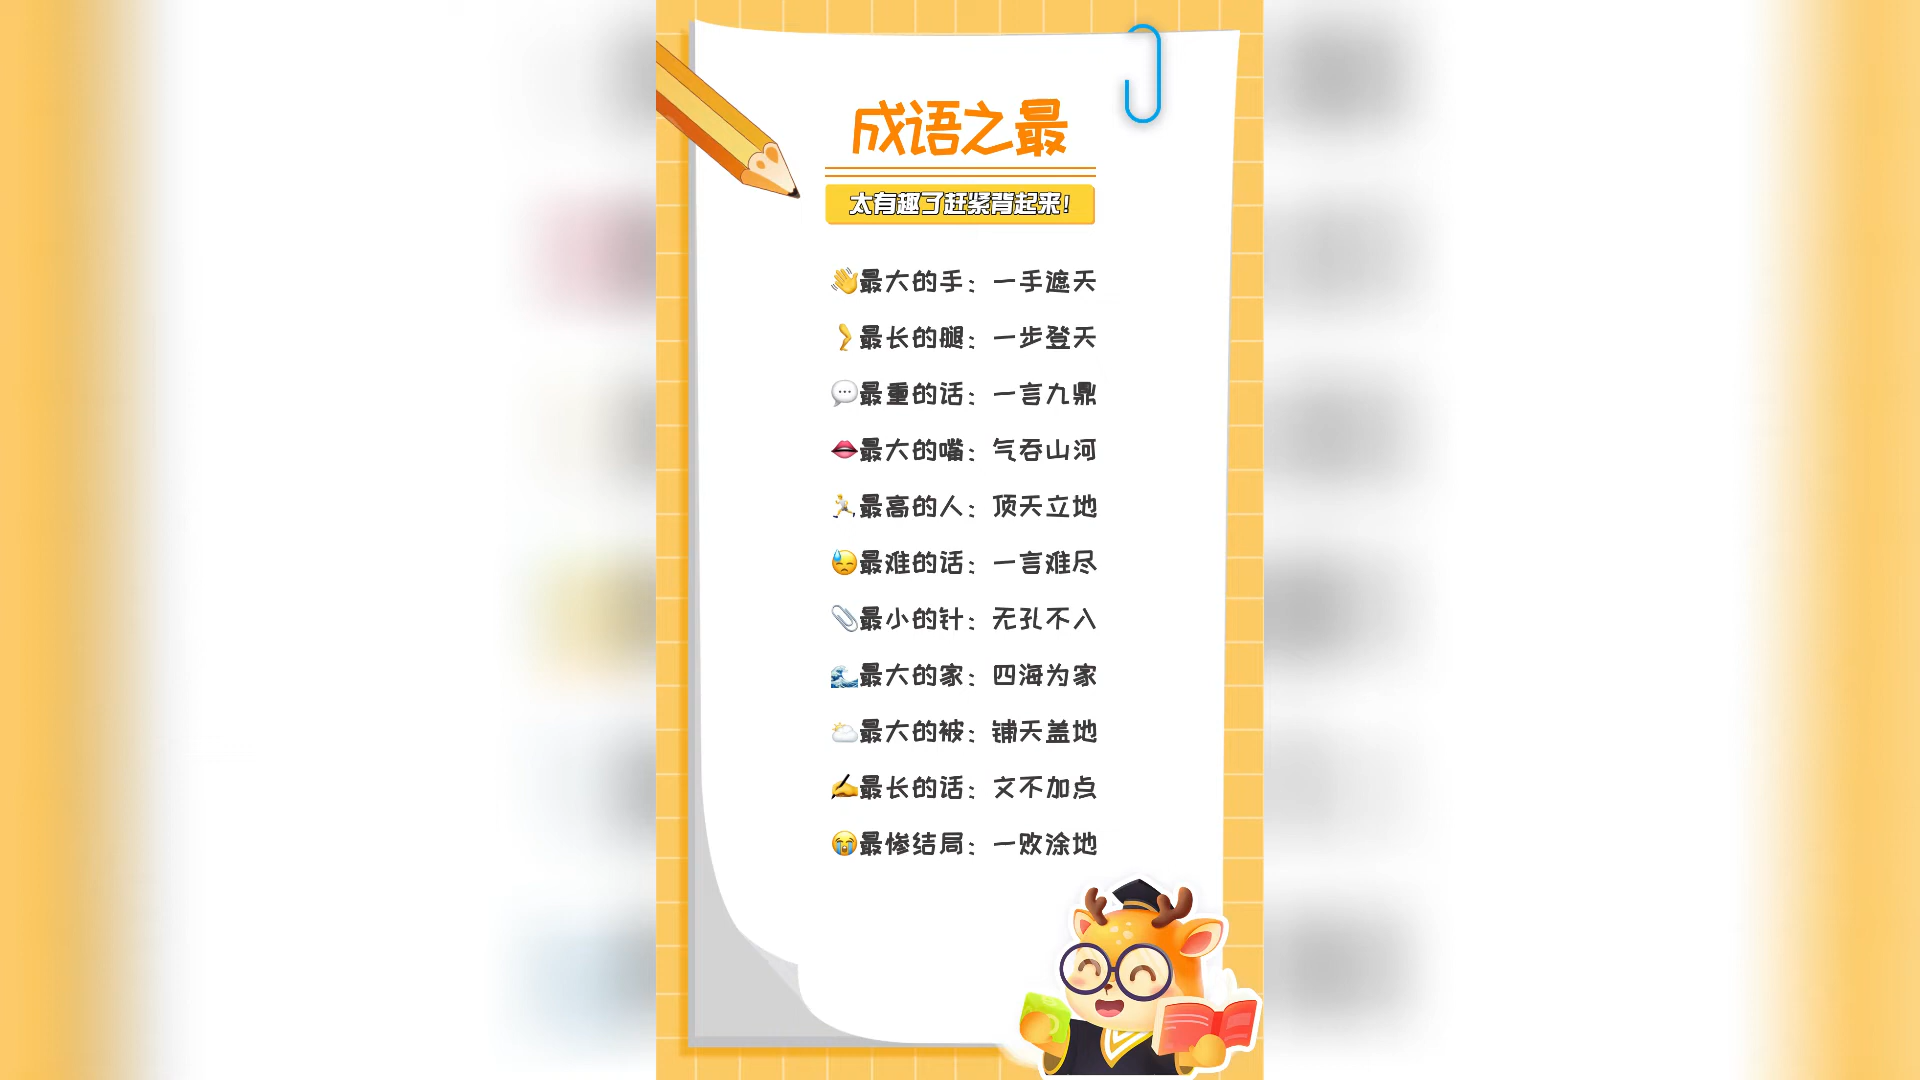 成语之最
太有趣了赶紧背起来!
👋最大的手：一手遮天
🦵最长的腿：一步登天
💬最重的话：一言九鼎
👄最大的嘴：气吞山河
🏃最高的人：顶天立地
😓最难的话：一言难尽
📎最小的针：无孔不入
🌊最大的家：四海为家
🌥最大的被：铺天盖地
✍最长的话：文不加点
😭最惨结局：一败涂地